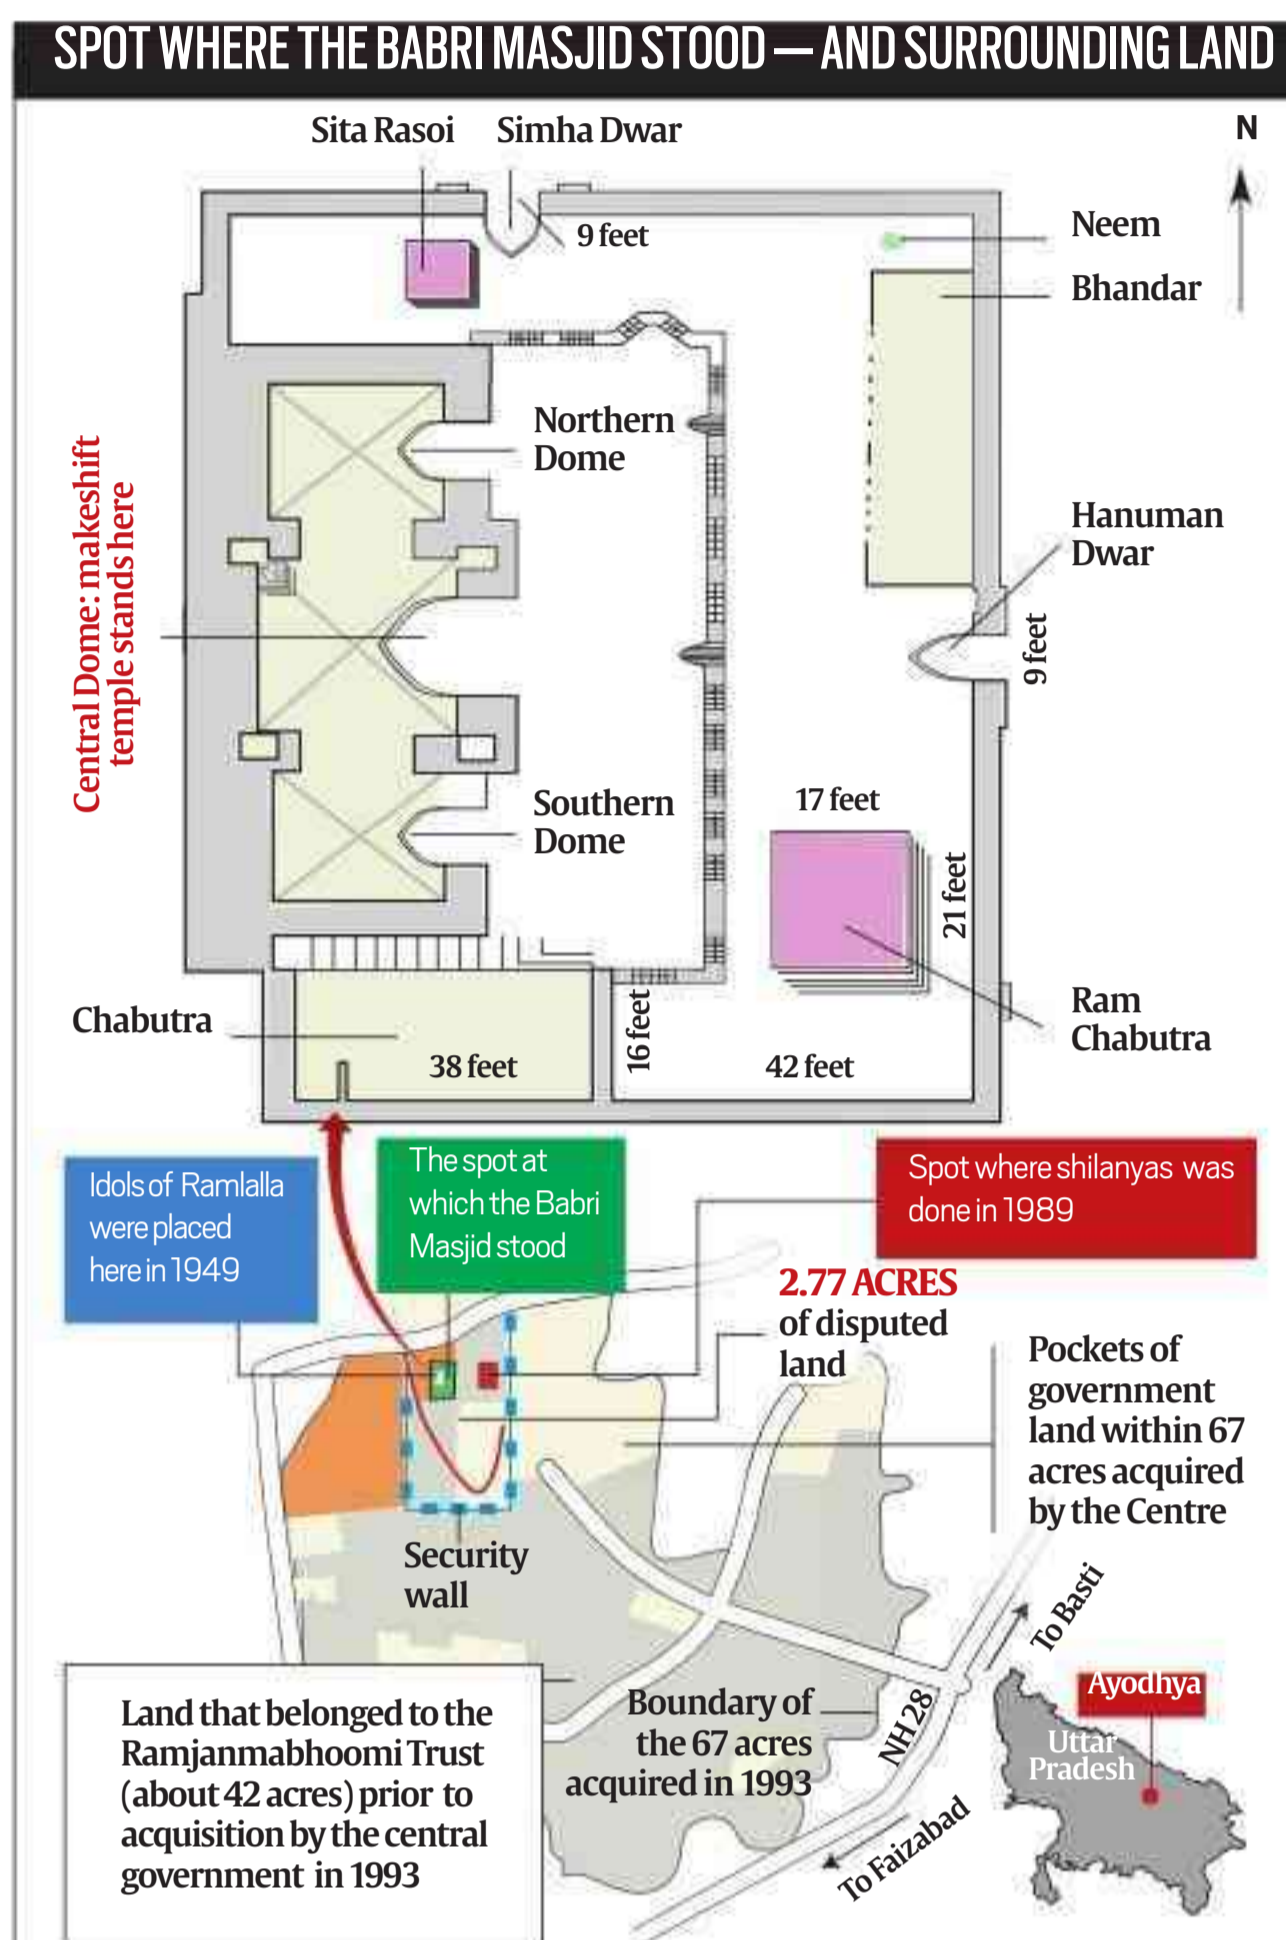 SPOT WHERE THE BABRI MASJID STOOD — AND SURROUNDING LAND
Sita Rasoi
Simha Dwar
N
9 feet
Neem
Bhandar
Northern
Dome
Hanuman
Dwar
9 feet
Central Dome: makeshift
temple stands here
Southern
Dome
17 feet
21 feet
Ram
Chabutra
Chabutra
38 feet
16 feet
42 feet
Idols of Ramlalla
were placed
here in 1949
The spot at
which the Babri
Masjid stood
Spot where shilanyas was
done in 1989
2.77 ACRES
of disputed
land
Pockets of
government
land within 67
acres acquired
by the Centre
Security
wall
To Basti
Land that belonged to the
Ramjanmabhoomi Trust
(about 42 acres) prior to
acquisition by the central
government in 1993
Boundary of
the 67 acres
acquired in 1993
NH 28
To Faizabad
Ayodhya
Uttar
Pradesh